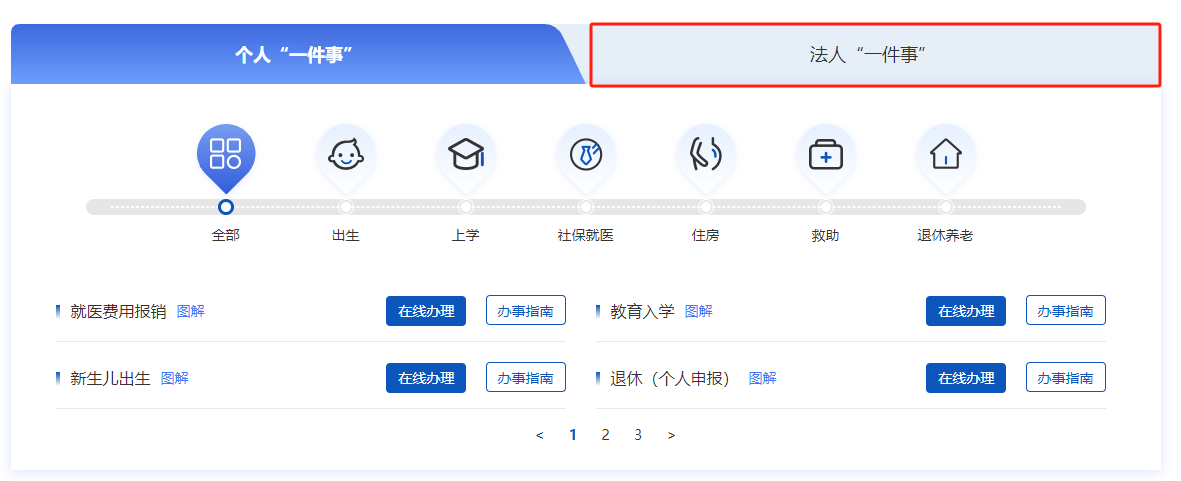 个人“一件事”
法人“一件事”
全部
出生
上学
社保就医
住房
救助
退休养老
就医费用报销 图解 在线办理 办事指南
教育入学 图解 在线办理 办事指南
新生儿出生 图解 在线办理 办事指南
退休（个人申报） 图解 在线办理 办事指南
< 1 2 3 >